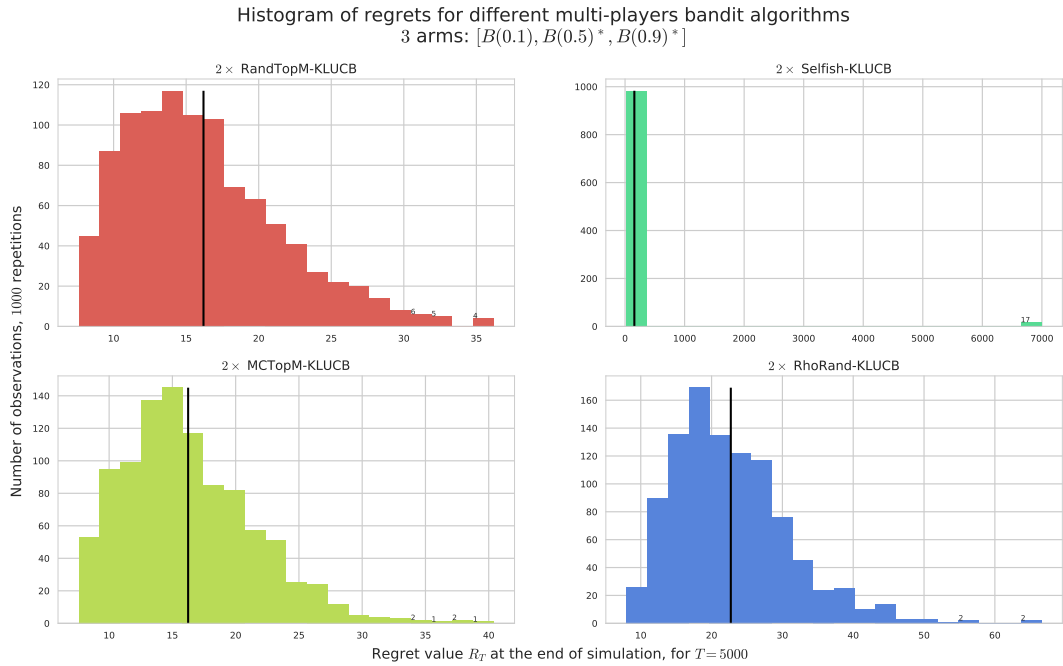 Histogram of regrets for different multi-players bandit algorithms
3 arms: [B(0.1), B(0.5)*, B(0.9)*]
2× RandTopM-KLUCB
120
100
80
60
40
20
0
6
5
4
10 15 20 25 30 35
2× Selfish-KLUCB
1000
800
600
400
200
0
17
0 1000 2000 3000 4000 5000 6000 7000
Number of observations, 1000 repetitions
2× MCTopM-KLUCB
140
120
100
80
60
40
20
0
2 1 2 1
10 15 20 25 30 35 40
2× RhoRand-KLUCB
160
140
120
100
80
60
40
20
0
2 2
10 20 30 40 50 60
Regret value R_T at the end of simulation, for T = 5000